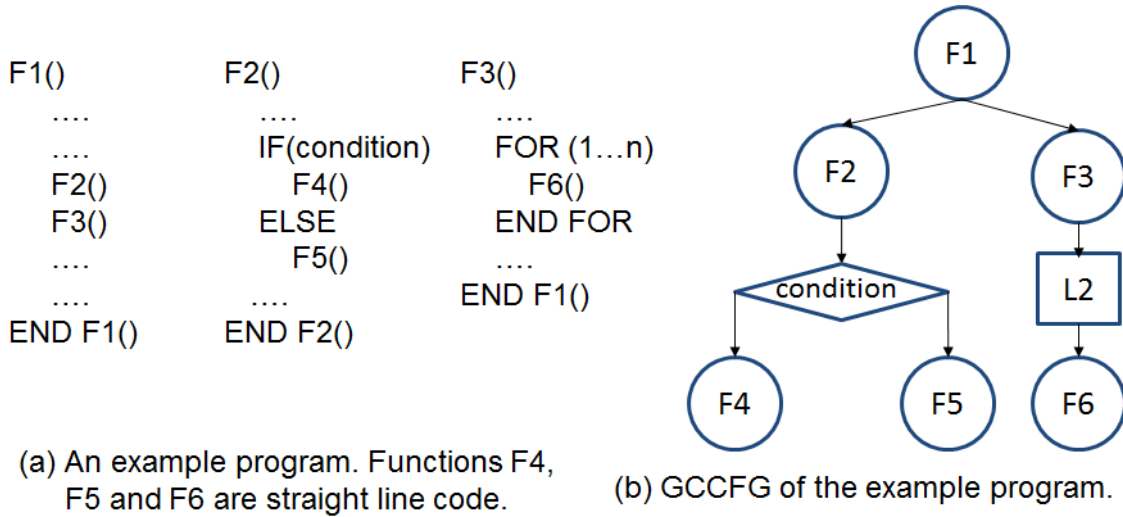 F1()
....
....
F2()
F3()
....
....
END F1()
F2()
....
IF(condition)
F4()
ELSE
F5()
....
END F2()
F3()
....
FOR (1...n)
F6()
END FOR
....
END F1()
(a) An example program. Functions F4,
F5 and F6 are straight line code.
F1
F2
F3
condition
L2
F4
F5
F6
(b) GCCFG of the example program.